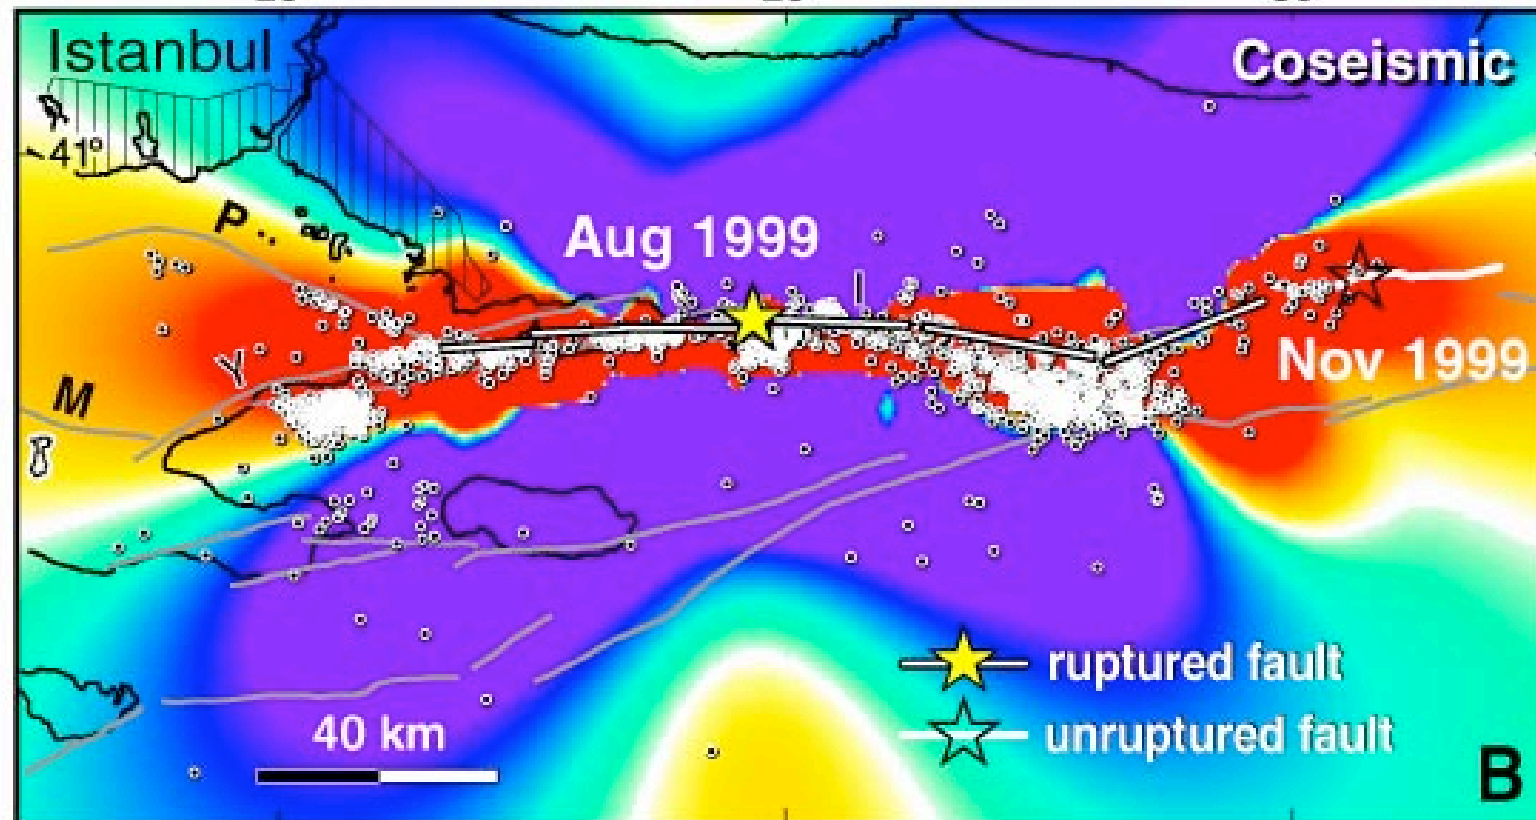 Istanbul
Coseismic
41°
P
Aug 1999
I
Y
Nov 1999
M
ruptured fault
40 km
unruptured fault
B